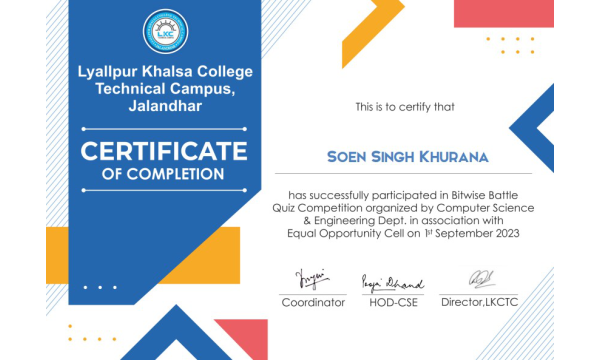 LKC
Lyallpur Khalsa College
Technical Campus,
Jalandhar
CERTIFICATE
OF COMPLETION
This is to certify that
SOEN SINGH KHURANA
has successfully participated in Bitwise Battle
Quiz Competition organized by Computer Science
& Engineering Dept. in association with
Equal Opportunity Cell on 1st September 2023
Pooja Dhand
Coordinator
HOD-CSE
Director,LKCTC